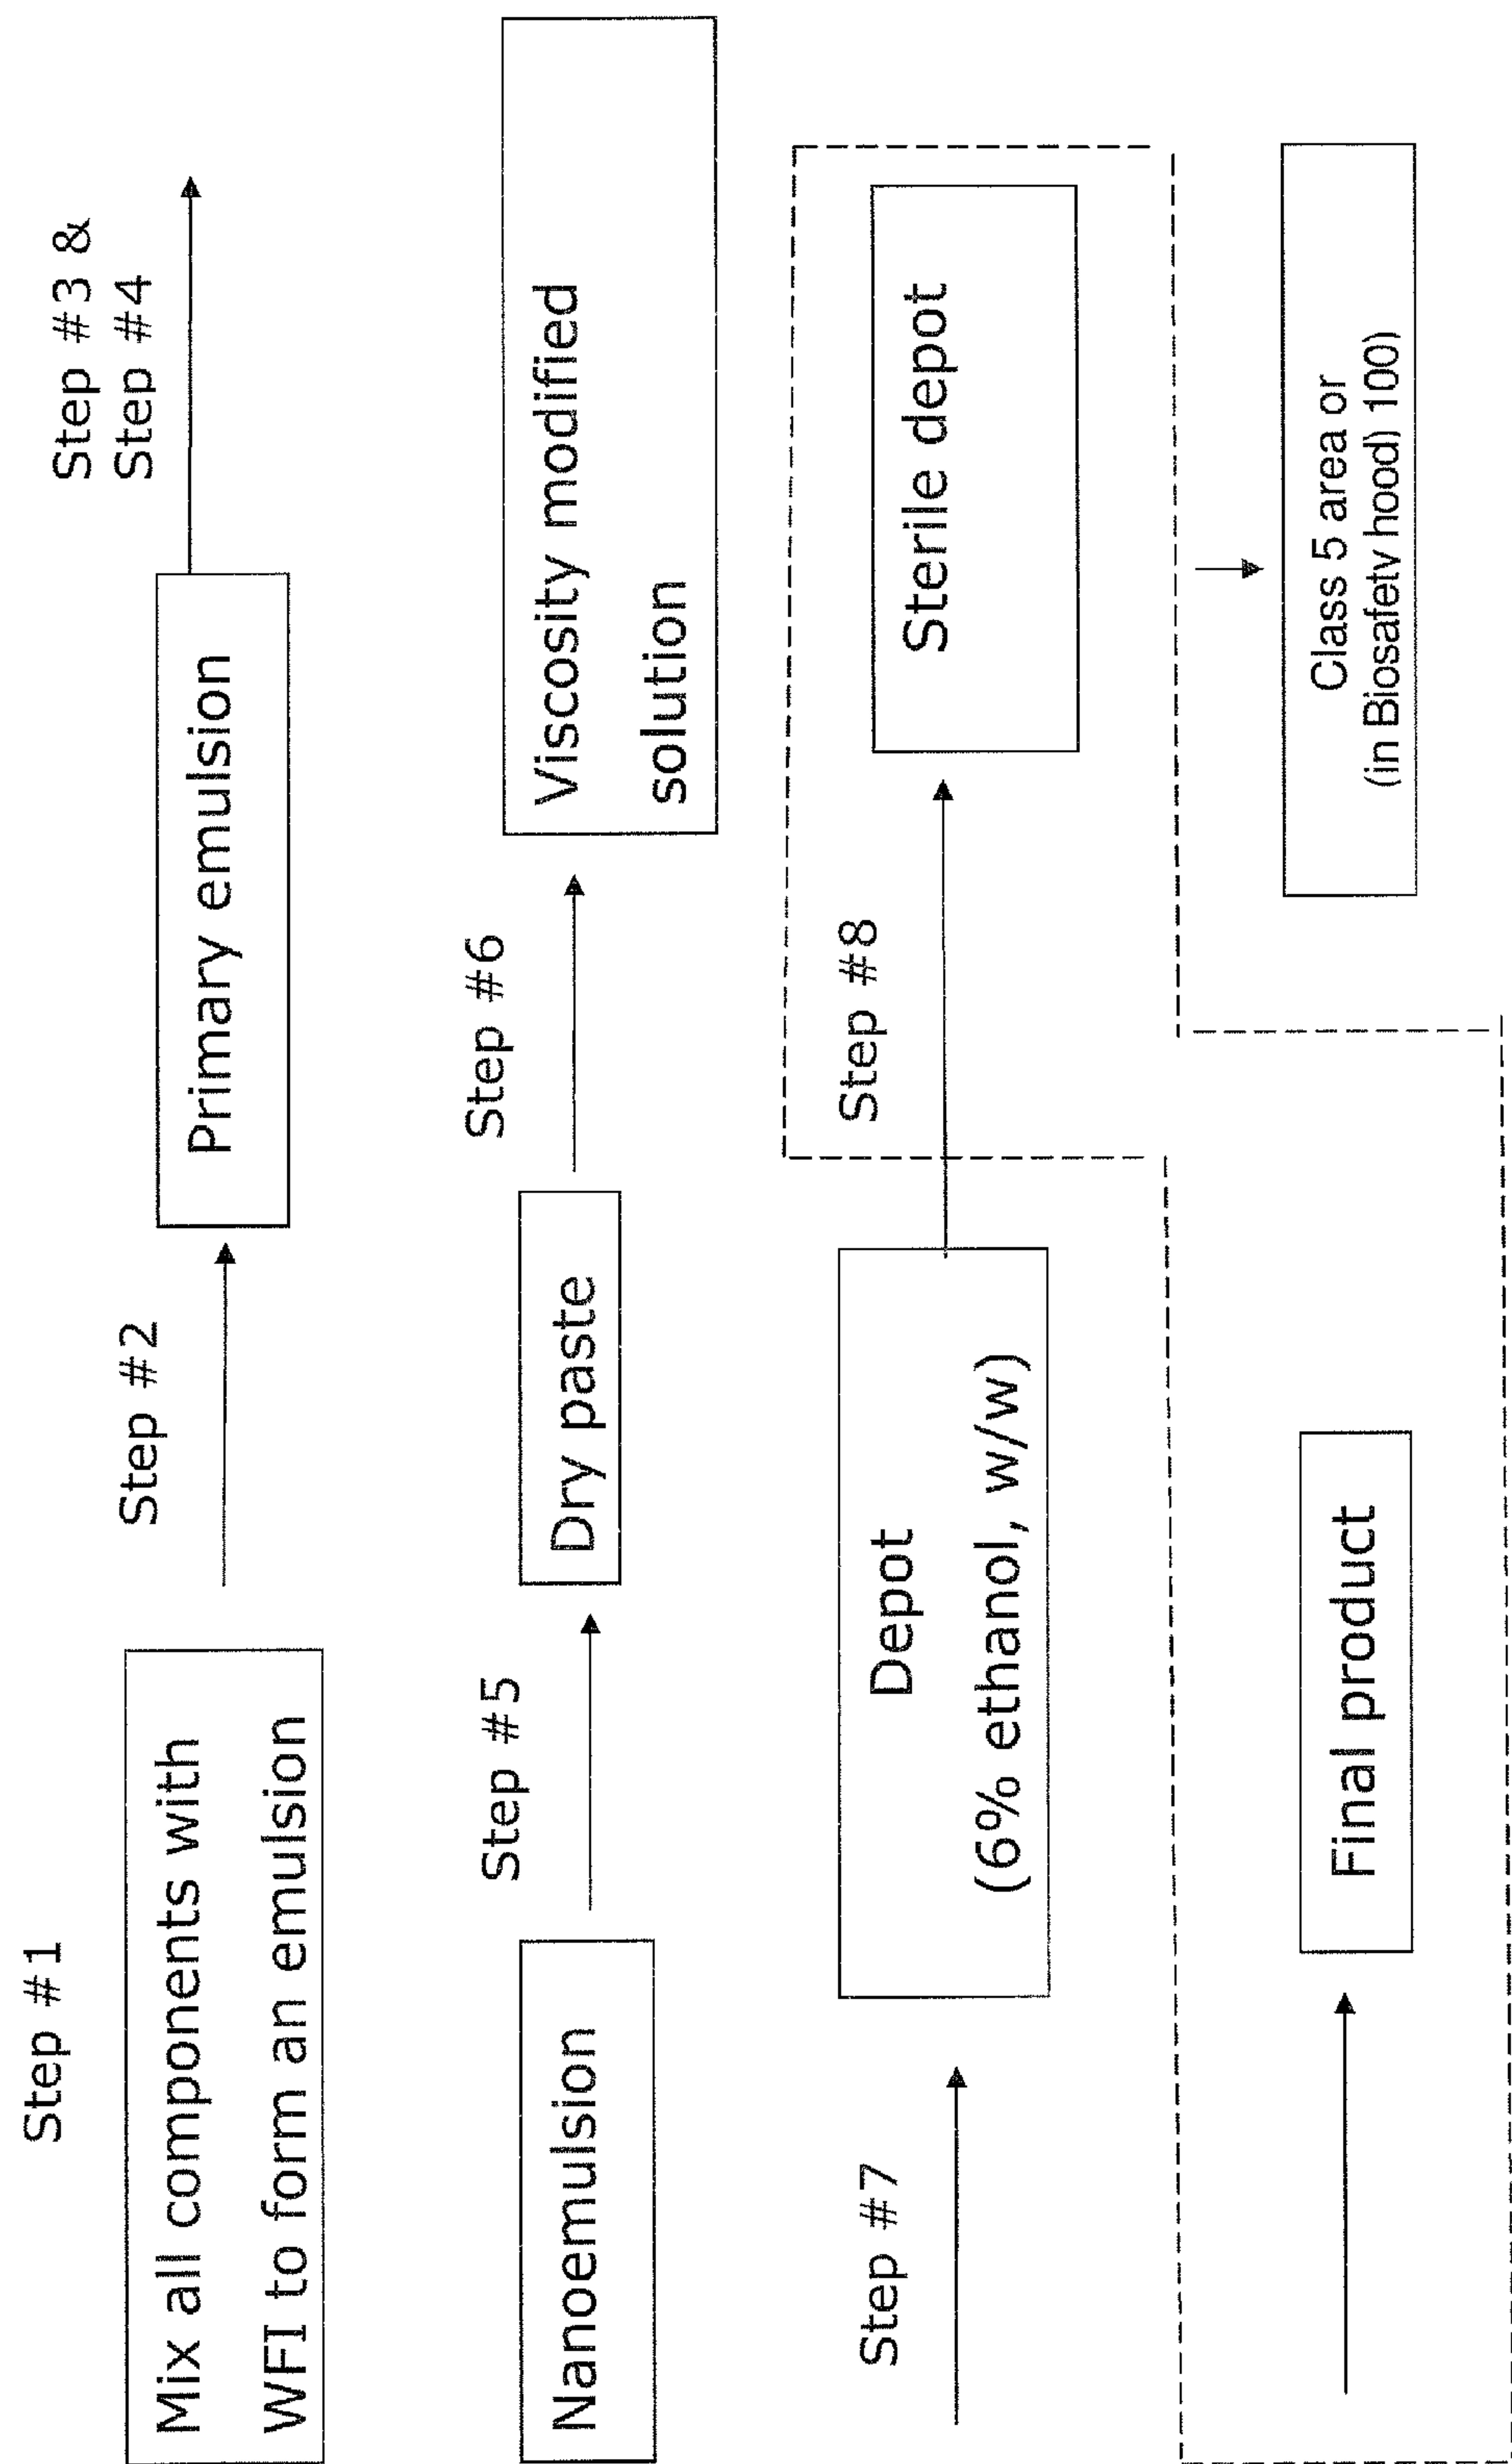 Step #1
Mix all components with
WFI to form an emulsion
Step #2
Primary emulsion
Step #3 &
Step #4
Nanoemulsion
Step #5
Dry paste
Step #6
Viscosity modified
solution
Step #7
Depot
(6% ethanol, w/w)
Step #8
Sterile depot
Final product
Class 5 area or
(in Biosafety hood) 100)